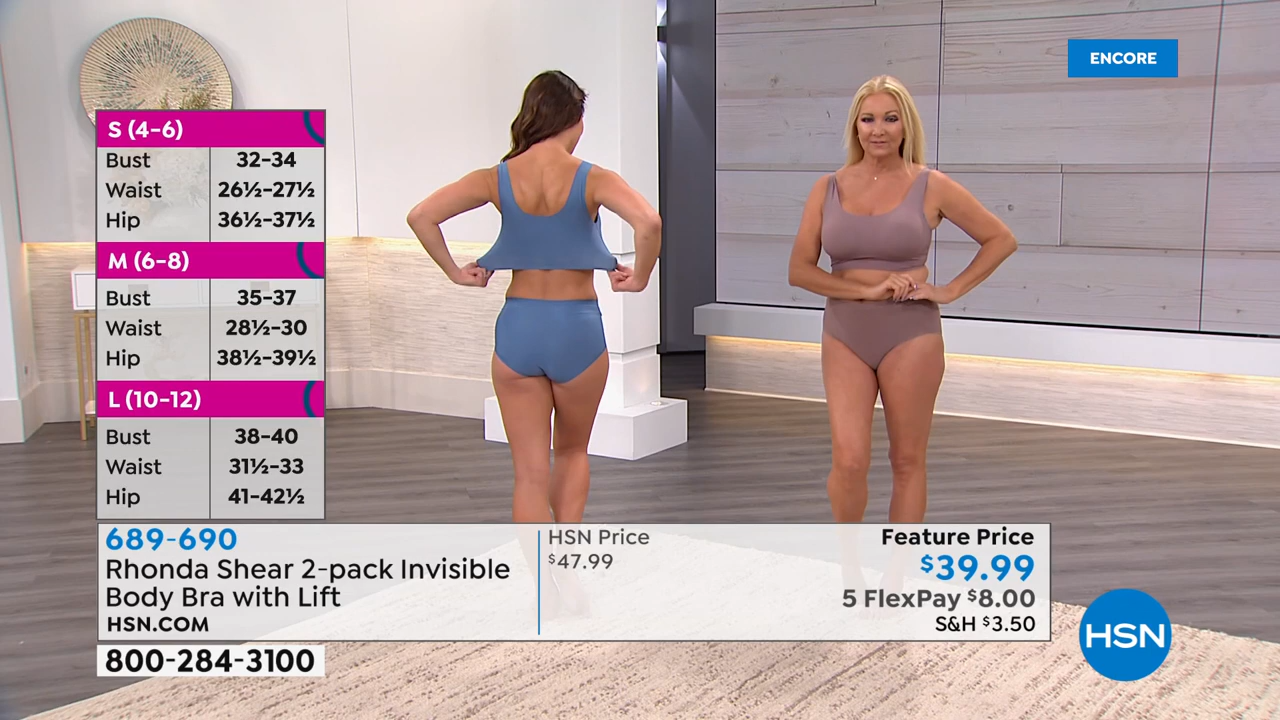 ENCORE
S (4-6)
Bust 32-34
Waist 26½-27½
Hip 36½-37½
M (6-8)
Bust 35-37
Waist 28½-30
Hip 38½-39½
L (10-12)
Bust 38-40
Waist 31½-33
Hip 41-42½
689-690
Rhonda Shear 2-pack Invisible
Body Bra with Lift
HSN.COM
HSN Price
$47.99
Feature Price
$39.99
5 FlexPay $8.00
S&H $3.50
800-284-3100
HSN